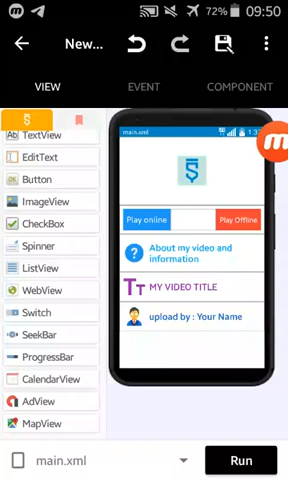 72% 09:50
New...
VIEW EVENT COMPONENT
Ab TextView
EditText
Button
ImageView
CheckBox
Spinner
ListView
WebView
Switch
SeekBar
ProgressBar
CalendarView
AdView
MapView
main.xml
Play online
Play Offline
? About my video and
information
TT MY VIDEO TITLE
upload by : Your Name
main.xml
Run